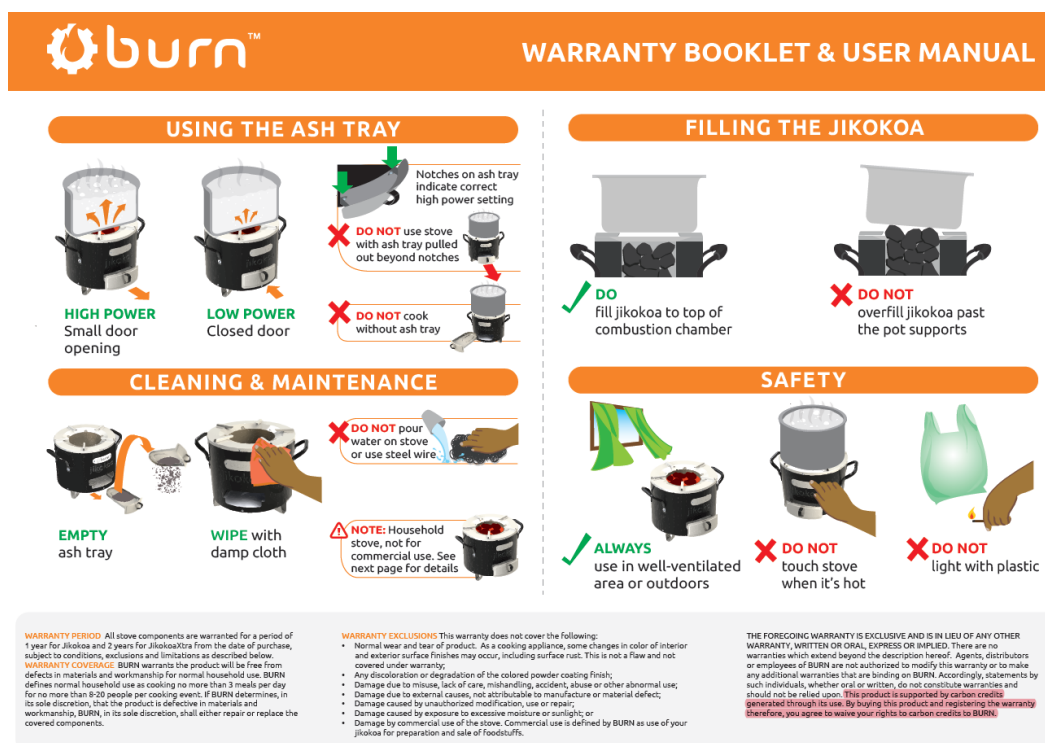 burn™
WARRANTY BOOKLET & USER MANUAL
USING THE ASH TRAY
HIGH POWER
Small door
opening
LOW POWER
Closed door
Notches on ash tray
indicate correct
high power setting
DO NOT use stove
with ash tray pulled
out beyond notches
DO NOT cook
without ash tray
FILLING THE JIKOKOA
DO
fill jikokoa to top of
combustion chamber
DO NOT
overfill jikokoa past
the pot supports
CLEANING & MAINTENANCE
EMPTY
ash tray
WIPE with
damp cloth
DO NOT pour
water on stove
or use steel wire
NOTE: Household
stove, not for
commercial use. See
next page for details
SAFETY
ALWAYS
use in well-ventilated
area or outdoors
DO NOT
touch stove
when it's hot
DO NOT
light with plastic
WARRANTY PERIOD All stove components are warranted for a period of
1 year for Jikokoa and 2 years for JikokoaXtra from the date of purchase,
subject to conditions, exclusions and limitations as described below.
WARRANTY COVERAGE BURN warrants the product will be free from
defects in materials and workmanship for normal household use. BURN
defines normal household use as cooking no more than 3 meals per day
for no more than 8-20 people per cooking event. If BURN determines, in
its sole discretion, that the product is defective in materials and
workmanship, BURN, in its sole discretion, shall either repair or replace the
covered components.
WARRANTY EXCLUSIONS This warranty does not cover the following:
• Normal wear and tear of product. As a cooking appliance, some changes in color of interior
and exterior surface finishes may occur, including surface rust. This is not a flaw and not
covered under warranty;
• Any discoloration or degradation of the colored powder coating finish;
• Damage due to misuse, lack of care, mishandling, accident, abuse or other abnormal use;
• Damage due to external causes, not attributable to manufacture or material defect;
• Damage caused by unauthorized modification, use or repair;
• Damage caused by exposure to excessive moisture or sunlight; or
• Damage by commercial use of the stove. Commercial use is defined by BURN as use of your
jikokoa for preparation and sale of foodstuffs.
THE FOREGOING WARRANTY IS EXCLUSIVE AND IS IN LIEU OF ANY OTHER
WARRANTY, WRITTEN OR ORAL, EXPRESS OR IMPLIED. There are no
warranties which extend beyond the description hereof. Agents, distributors
or employees of BURN are not authorized to modify this warranty or to make
any additional warranties that are binding on BURN. Accordingly, statements by
such individuals, whether oral or written, do not constitute warranties and
should not be relied upon. This product is supported by carbon credits
generated through its use. By buying this product and registering the warranty
therefore, you agree to waive your rights to carbon credits to BURN.